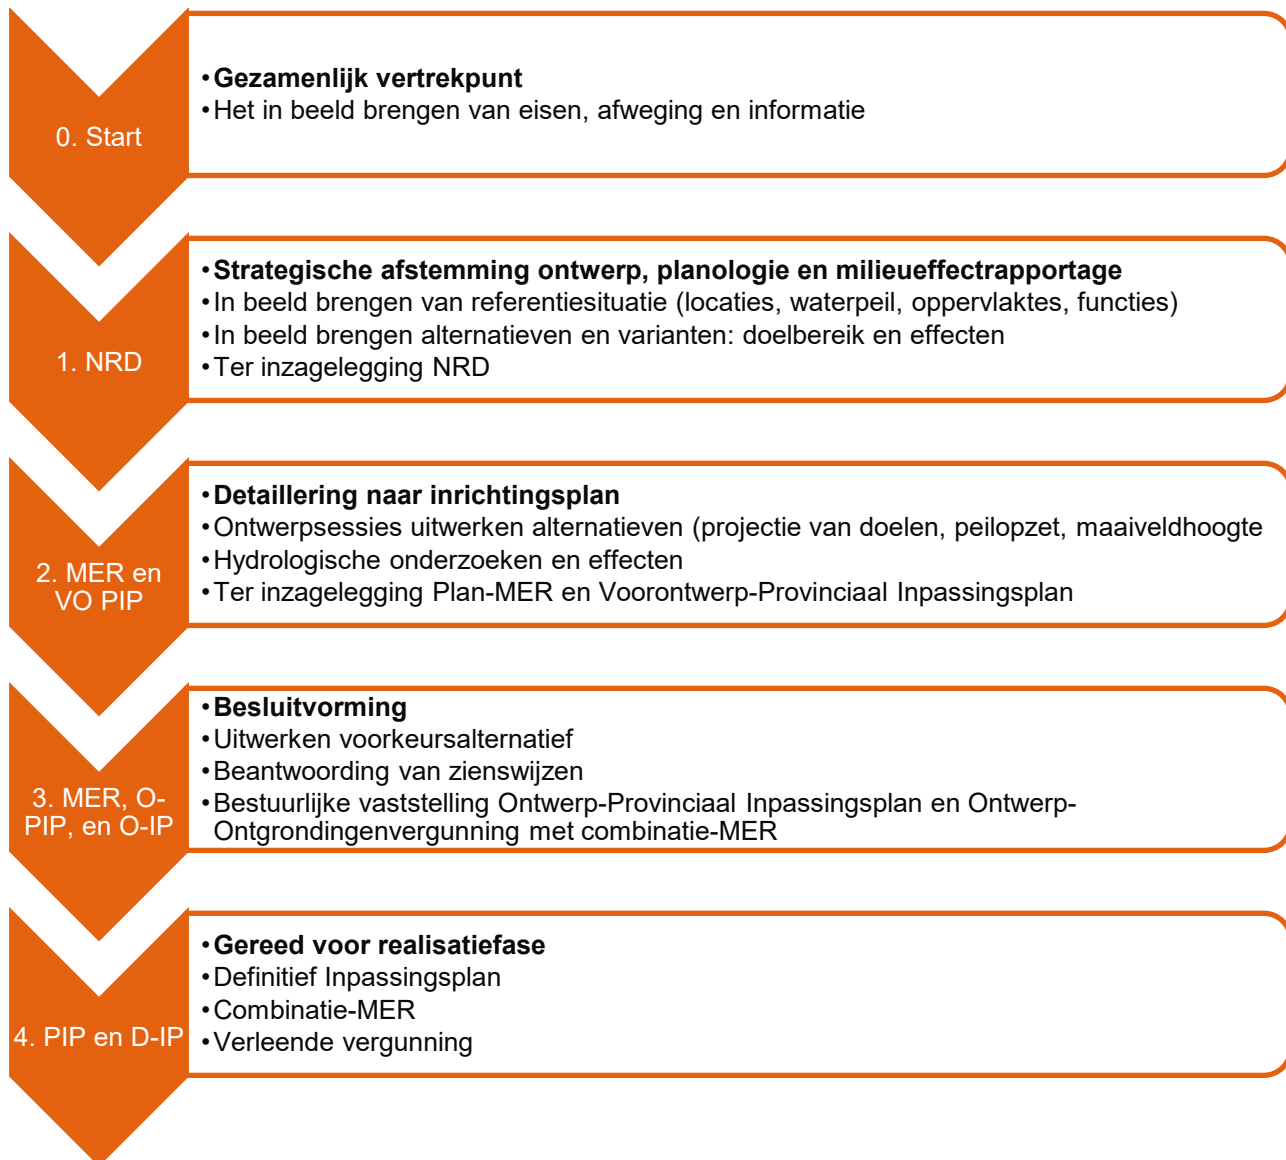 0. Start
•Gezamenlijk vertrekpunt
•Het in beeld brengen van eisen, afweging en informatie
1. NRD
•Strategische afstemming ontwerp, planologie en milieueffectrapportage
•In beeld brengen van referentiesituatie (locaties, waterpeil, oppervlaktes, functies)
•In beeld brengen alternatieven en varianten: doelbereik en effecten
•Ter inzagelegging NRD
2. MER en
VO PIP
•Detaillering naar inrichtingsplan
•Ontwerpsessies uitwerken alternatieven (projectie van doelen, peilopzet, maaiveldhoogte
•Hydrologische onderzoeken en effecten
•Ter inzagelegging Plan-MER en Voorontwerp-Provinciaal Inpassingsplan
3. MER, O-
PIP, en O-IP
•Besluitvorming
•Uitwerken voorkeursalternatief
•Beantwoording van zienswijzen
•Bestuurlijke vaststelling Ontwerp-Provinciaal Inpassingsplan en Ontwerp-
Ontgrondingenvergunning met combinatie-MER
4. PIP en D-IP
•Gereed voor realisatiefase
•Definitief Inpassingsplan
•Combinatie-MER
•Verleende vergunning